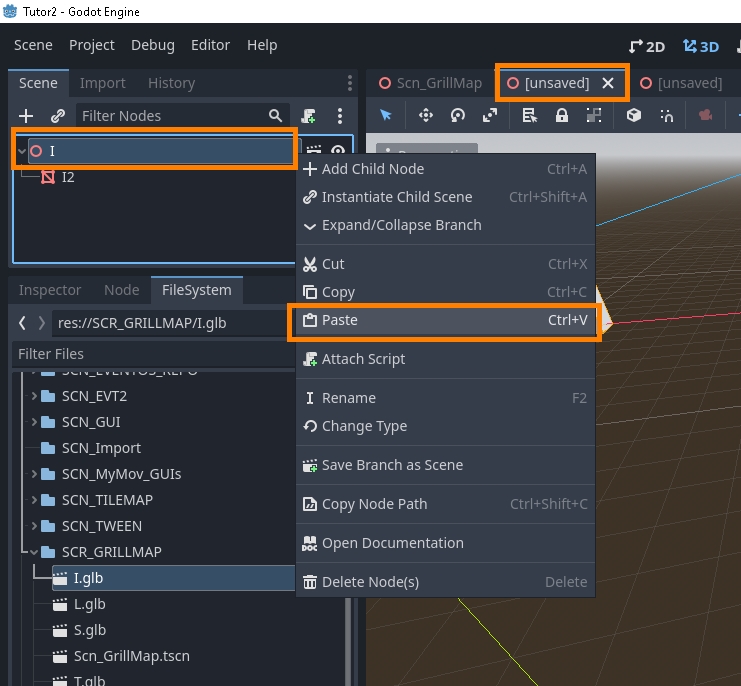 Tutor2 - Godot Engine
Scene Project Debug Editor Help
2D 3D
Scene Import History
Scn_GrillMap [unsaved] [unsaved]
Filter Nodes
I
I2
Add Child Node Ctrl+A
Instantiate Child Scene Ctrl+Shift+A
Expand/Collapse Branch
Cut Ctrl+X
Copy Ctrl+C
Paste Ctrl+V
Attach Script
Rename F2
Change Type
Save Branch as Scene
Copy Node Path Ctrl+Shift+C
Open Documentation
DOC
Delete Node(s) Delete
Inspector Node FileSystem
res://SCR_GRILLMAP/I.glb
Filter Files
SCN_EVENTOS_REPO
SCN_EVT2
SCN_GUI
SCN_Import
SCN_MyMov_GUIs
SCN_TILEMAP
SCN_TWEEN
SCR_GRILLMAP
I.glb
L.glb
S.glb
Scn_GrillMap.tscn
T.glb